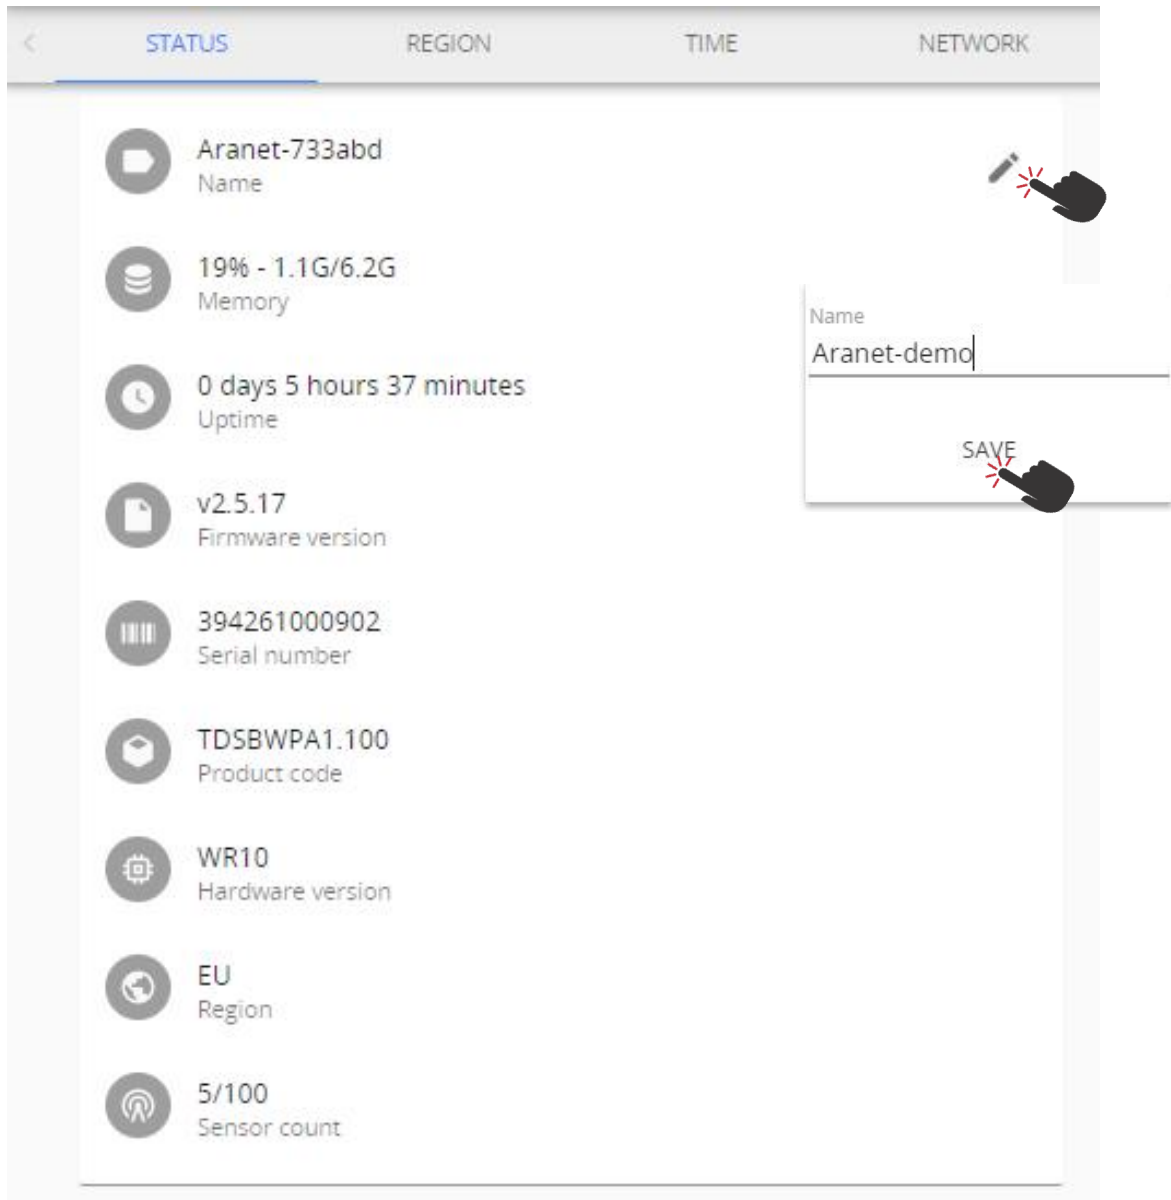 STATUS REGION TIME NETWORK
Aranet-733abd
Name
19% - 1.1G/6.2G
Memory
Name
Aranet-demo
0 days 5 hours 37 minutes
Uptime
SAVE
v2.5.17
Firmware version
394261000902
Serial number
TDSBWPA1.100
Product code
WR10
Hardware version
EU
Region
5/100
Sensor count